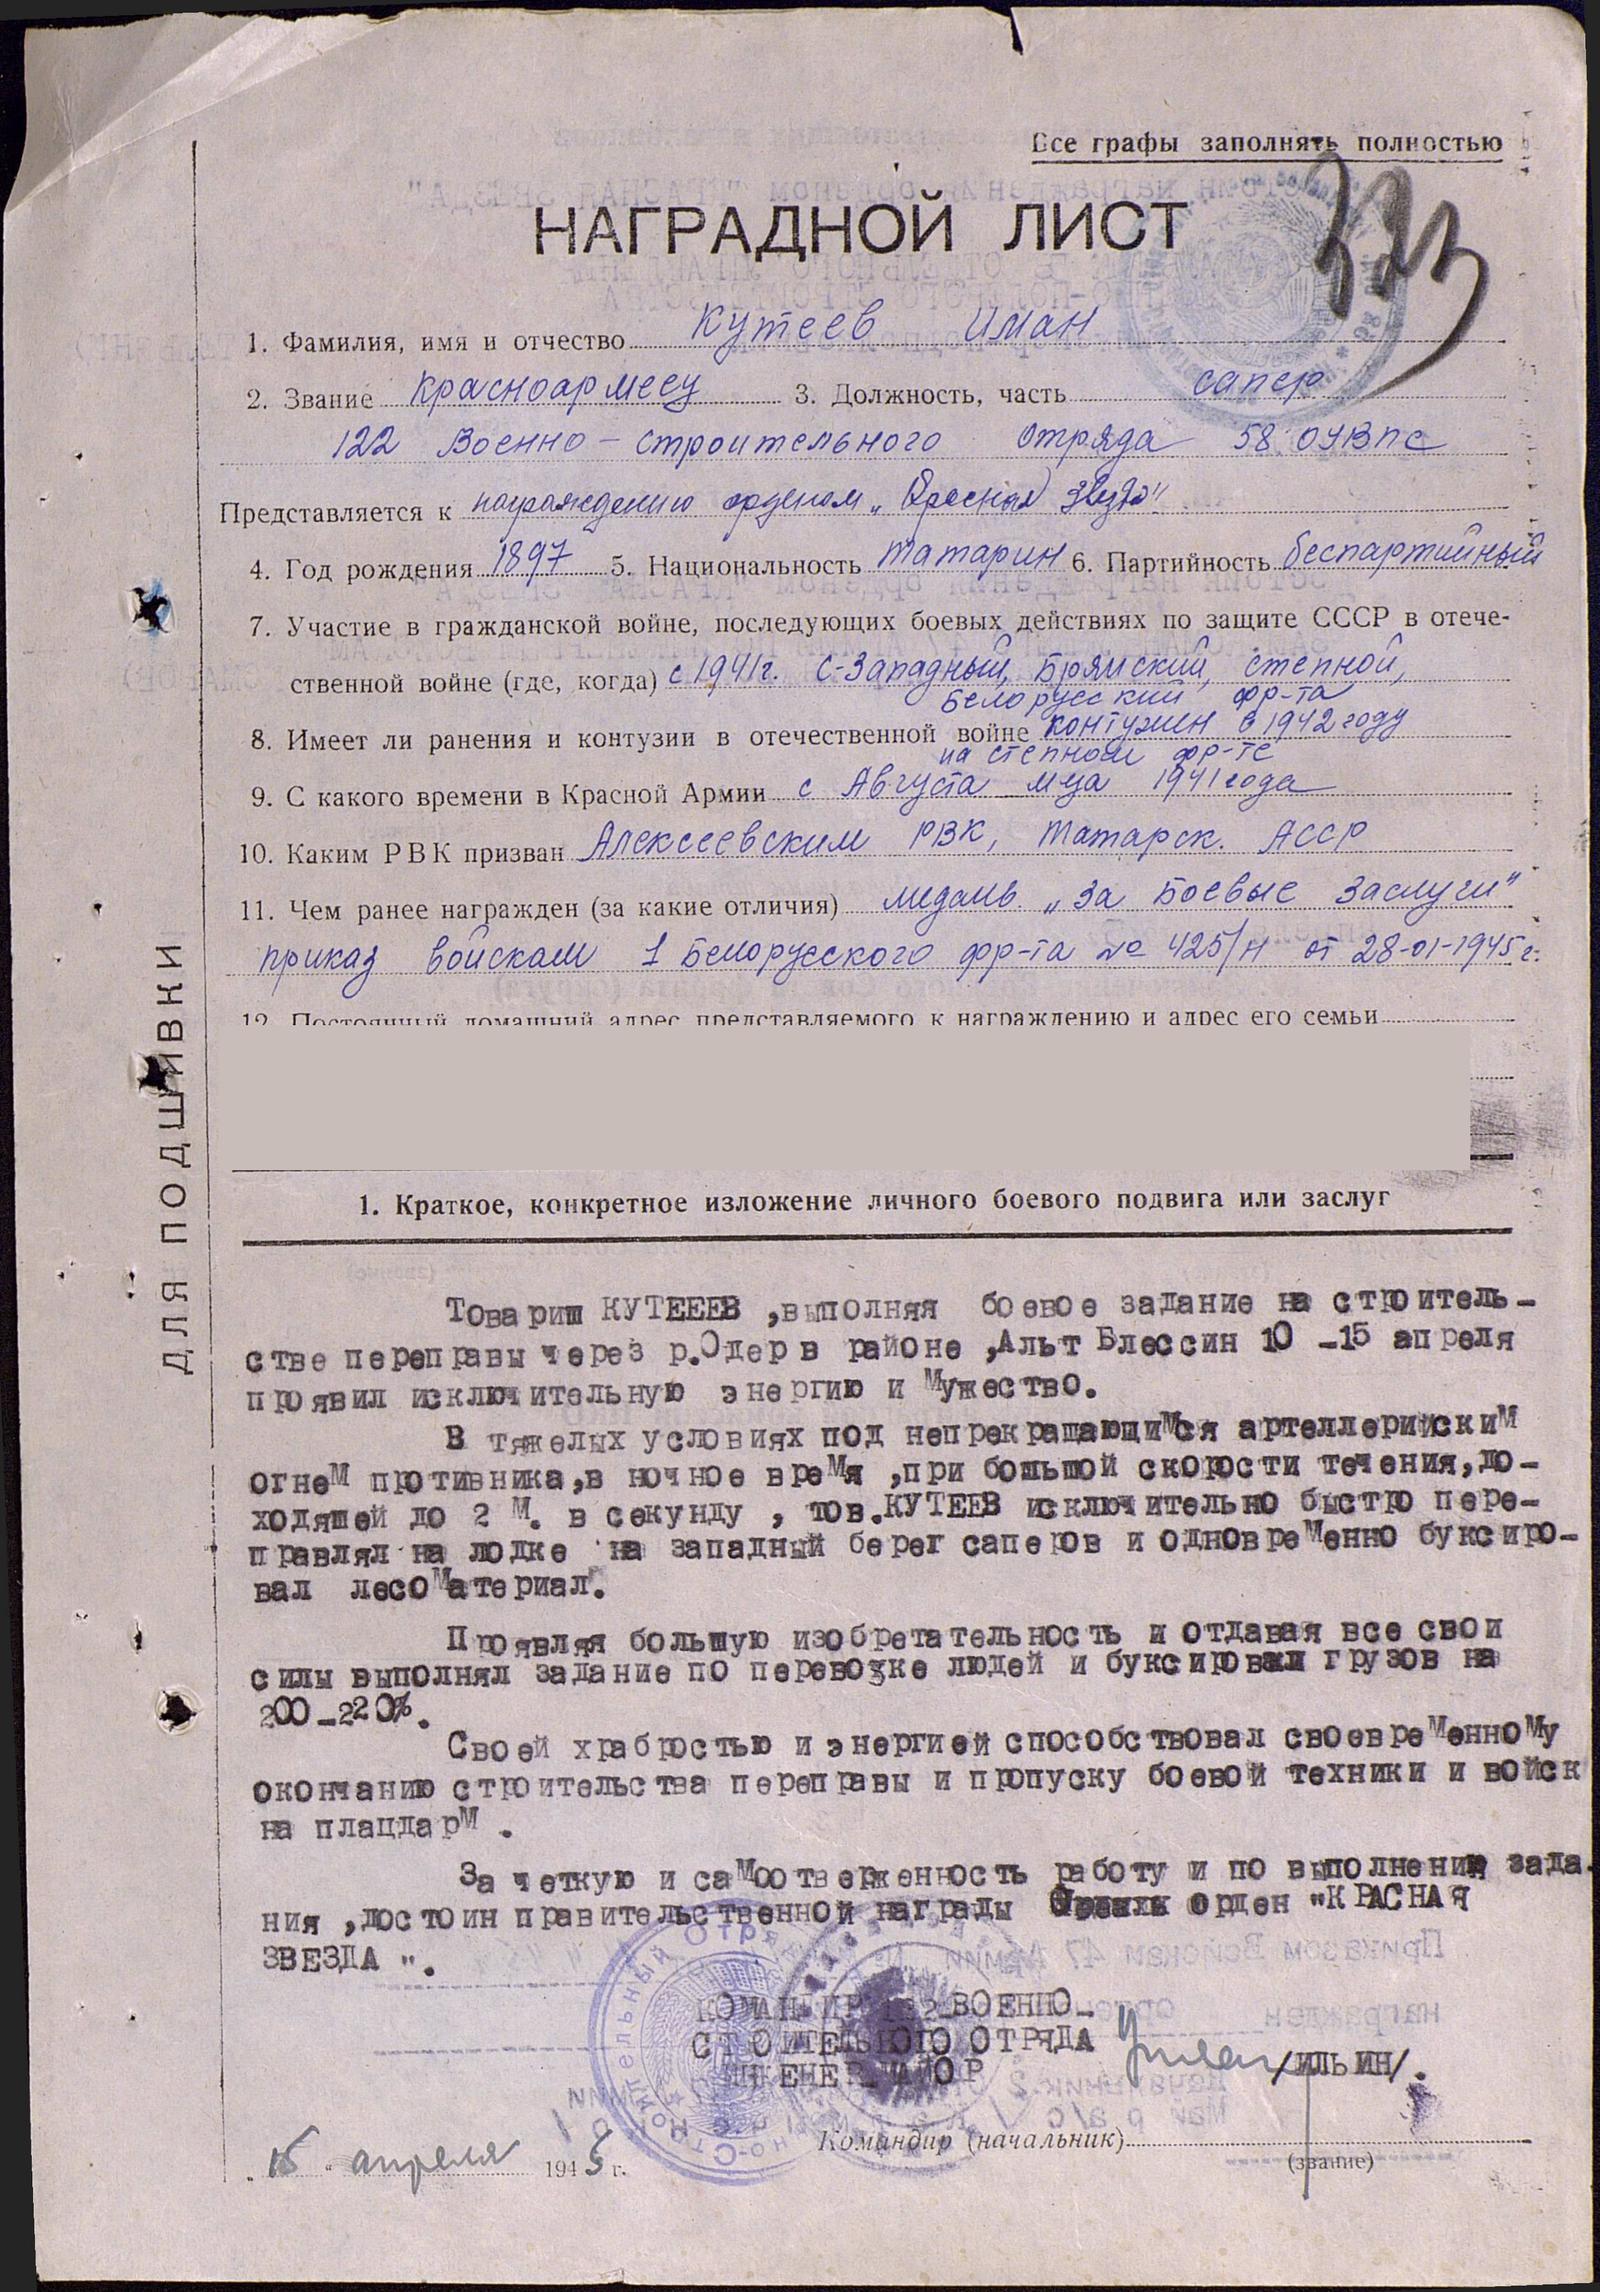 Все графы заполнять полностью
323
НАГРАДНОЙ ЛИСТ
1. Фамилия, имя и отчество Кутеев Иман
2. Звание красноармеец 3. Должность, часть сапер
122 Военно-строительного отряда 58 ОУВПС
Представляется к награждению орденом „Красная звезда"
4. Год рождения 1897 5. Национальность татарин 6. Партийность беспартийный
7. Участие в гражданской войне, последующих боевых действиях по защите СССР в отече-
ственной войне (где, когда) с 1941г. С-Западный, Брянский, степной,
Белорусский фр-та
8. Имеет ли ранения и контузии в отечественной войне контужен в 1942 году
на степном фр-те
9. С какого времени в Красной Армии с Августа м-ца 1941 года
10. Каким РВК призван Алексеевским РВК, Татарск. АССР
11. Чем ранее награжден (за какие отличия) медаль „За Боевые Заслуги"
приказ войскам 1 Белорусского фр-та № 425/н от 28-01-1945 г.
12. Постоянный домашний адрес представляемого к награждению и адрес его семьи
ДЛЯ ПОДШИВКИ
1. Краткое, конкретное изложение личного боевого подвига или заслуг
Товариш КУТЕЕЕВ ,выполняя боевое задание на строитель-
стве переправы через р.Одер в районе ,Альт Блессин 10 -15 апреля
проявил исключительную энергию и мужество.
В тяжелых условиях под непрекращающимся артеллерийским
огнем противника,в ночное время ,при большой скорости течения,до-
ходяшей до 2 м. в секунду , тов.КУТЕЕВ исключительно быстро пере-
правлял на лодке на западный берег саперов и одновременно буксиро-
вал лесоматериал.
Проявляя большую изобретательность и отдавая все свои
силы выполнял задание по перевозке людей и буксировки грузов на
200-220%.
Своей храбростью и энергией способствовал своевременному
окончанию строительства переправы и пропуску боевой техники и войск
на плацдарм .
За четкую и самоотверженность работу и по выполнении зада-
ния ,достоин правительственной награды орден "КРАСНАЯ
ЗВЕЗДА ".
КОМАНДИР 122 ВОЕННО-
СТРОИТЕЛЬНОГО ОТРЯДА
ИНЖЕНЕР МАЙОР /ИЛЬИН/.
Командир (начальник)
(звание)
„15" апреля 1945 г.